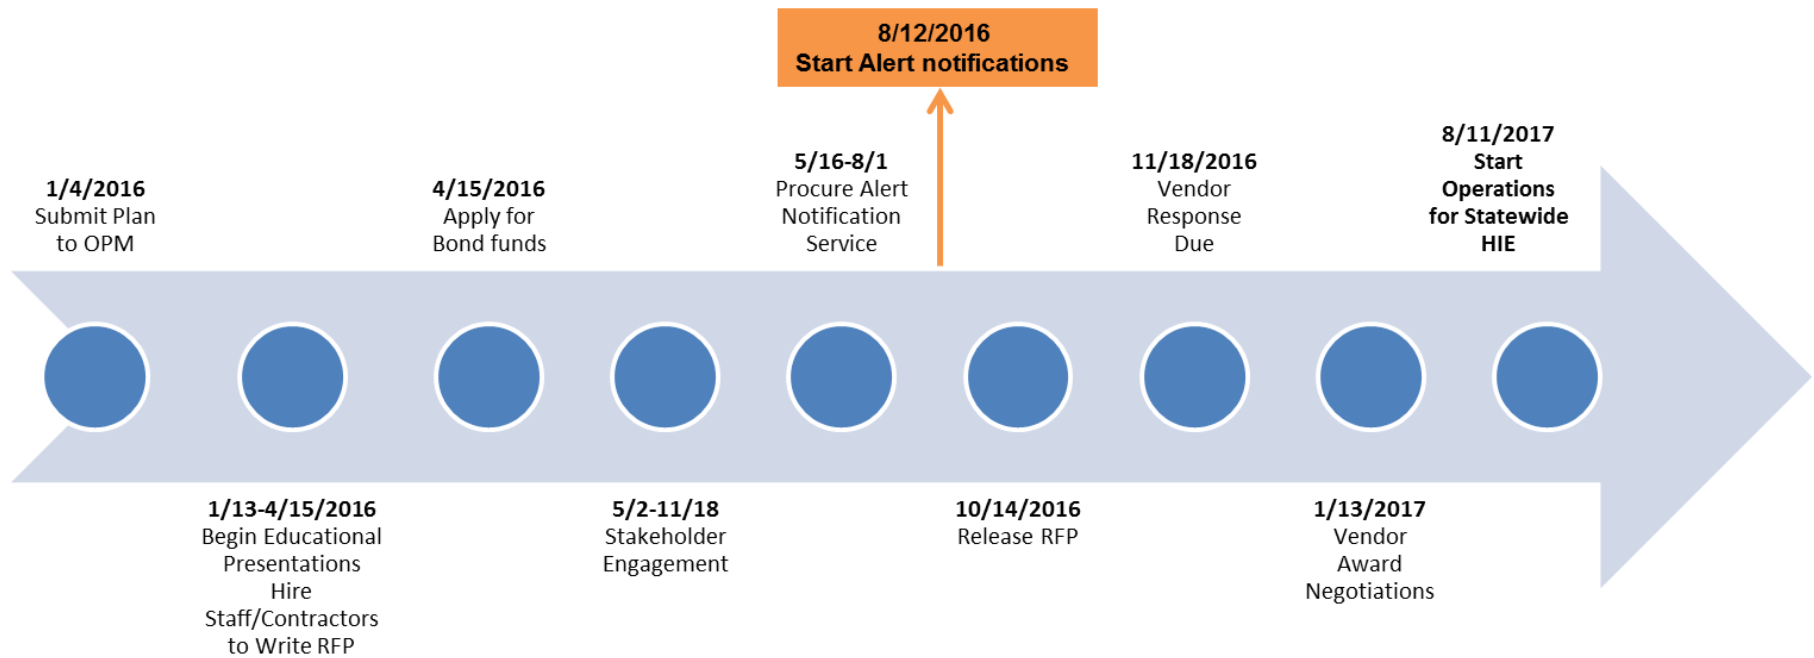 8/12/2016
Start Alert notifications
1/4/2016
Submit Plan
to OPM
4/15/2016
Apply for
Bond funds
5/16-8/1
Procure Alert
Notification
Service
11/18/2016
Vendor
Response
Due
8/11/2017
Start
Operations
for Statewide
HIE
1/13-4/15/2016
Begin Educational
Presentations
Hire
Staff/Contractors
to Write RFP
5/2-11/18
Stakeholder
Engagement
10/14/2016
Release RFP
1/13/2017
Vendor
Award
Negotiations